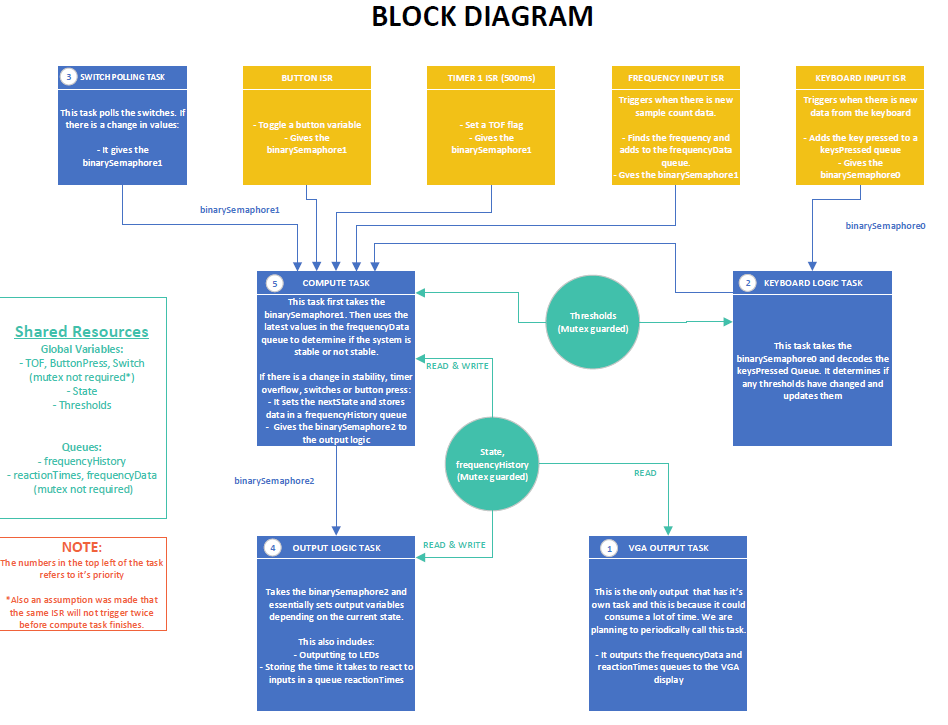 BLOCK DIAGRAM
3 SWITCH POLLING TASK
This task polls the switches. If
there is a change in values:
- It gives the
binarySemaphore1
BUTTON ISR
- Toggle a button variable
- Gives the
binarySemaphore1
TIMER 1 ISR (500ms)
- Set a TOF flag
- Gives the
binarySemaphore1
FREQUENCY INPUT ISR
Triggers when there is new
sample count data.
- Finds the frequency and
adds to the frequencyData
queue.
- Gves the binarySemaphore1
KEYBOARD INPUT ISR
Triggers when there is new
data from the keyboard
- Adds the key pressed to a
keysPressed queue
- Gives the
binarySemaphore0
binarySemaphore1
binarySemaphore0
5 COMPUTE TASK
This task first takes the
binarySemaphore1. Then uses the
latest values in the frequencyData
queue to determine if the system is
stable or not stable.
If there is a change in stability, timer
overflow, switches or button press:
- It sets the nextState and stores
data in a frequencyHistory queue
- Gives the binarySemaphore2 to
the output logic
Thresholds
(Mutex guarded)
2 KEYBOARD LOGIC TASK
This task takes the
binarySemaphore0 and decodes the
keysPressed Queue. It determines if
any thresholds have changed and
updates them
Shared Resources
Global Variables:
- TOF, ButtonPress, Switch
(mutex not required*)
- State
- Thresholds
Queues:
- frequencyHistory
- reactionTimes, frequencyData
(mutex not required)
READ & WRITE
State,
frequencyHistory
(Mutex guarded)
READ
binarySemaphore2
READ & WRITE
NOTE:
The numbers in the top left of the task
refers to it's priority
*Also an assumption was made that
the same ISR will not trigger twice
before compute task finishes.
4 OUTPUT LOGIC TASK
Takes the binarySemaphore2 and
essentially sets output variables
depending on the current state.
This also includes:
- Outputting to LEDs
- Storing the time it takes to react to
inputs in a queue reactionTimes
1 VGA OUTPUT TASK
This is the only output that has it's
own task and this is because it could
consume a lot of time. We are
planning to periodically call this task.
- It outputs the frequencyData and
reactionTimes queues to the VGA
display